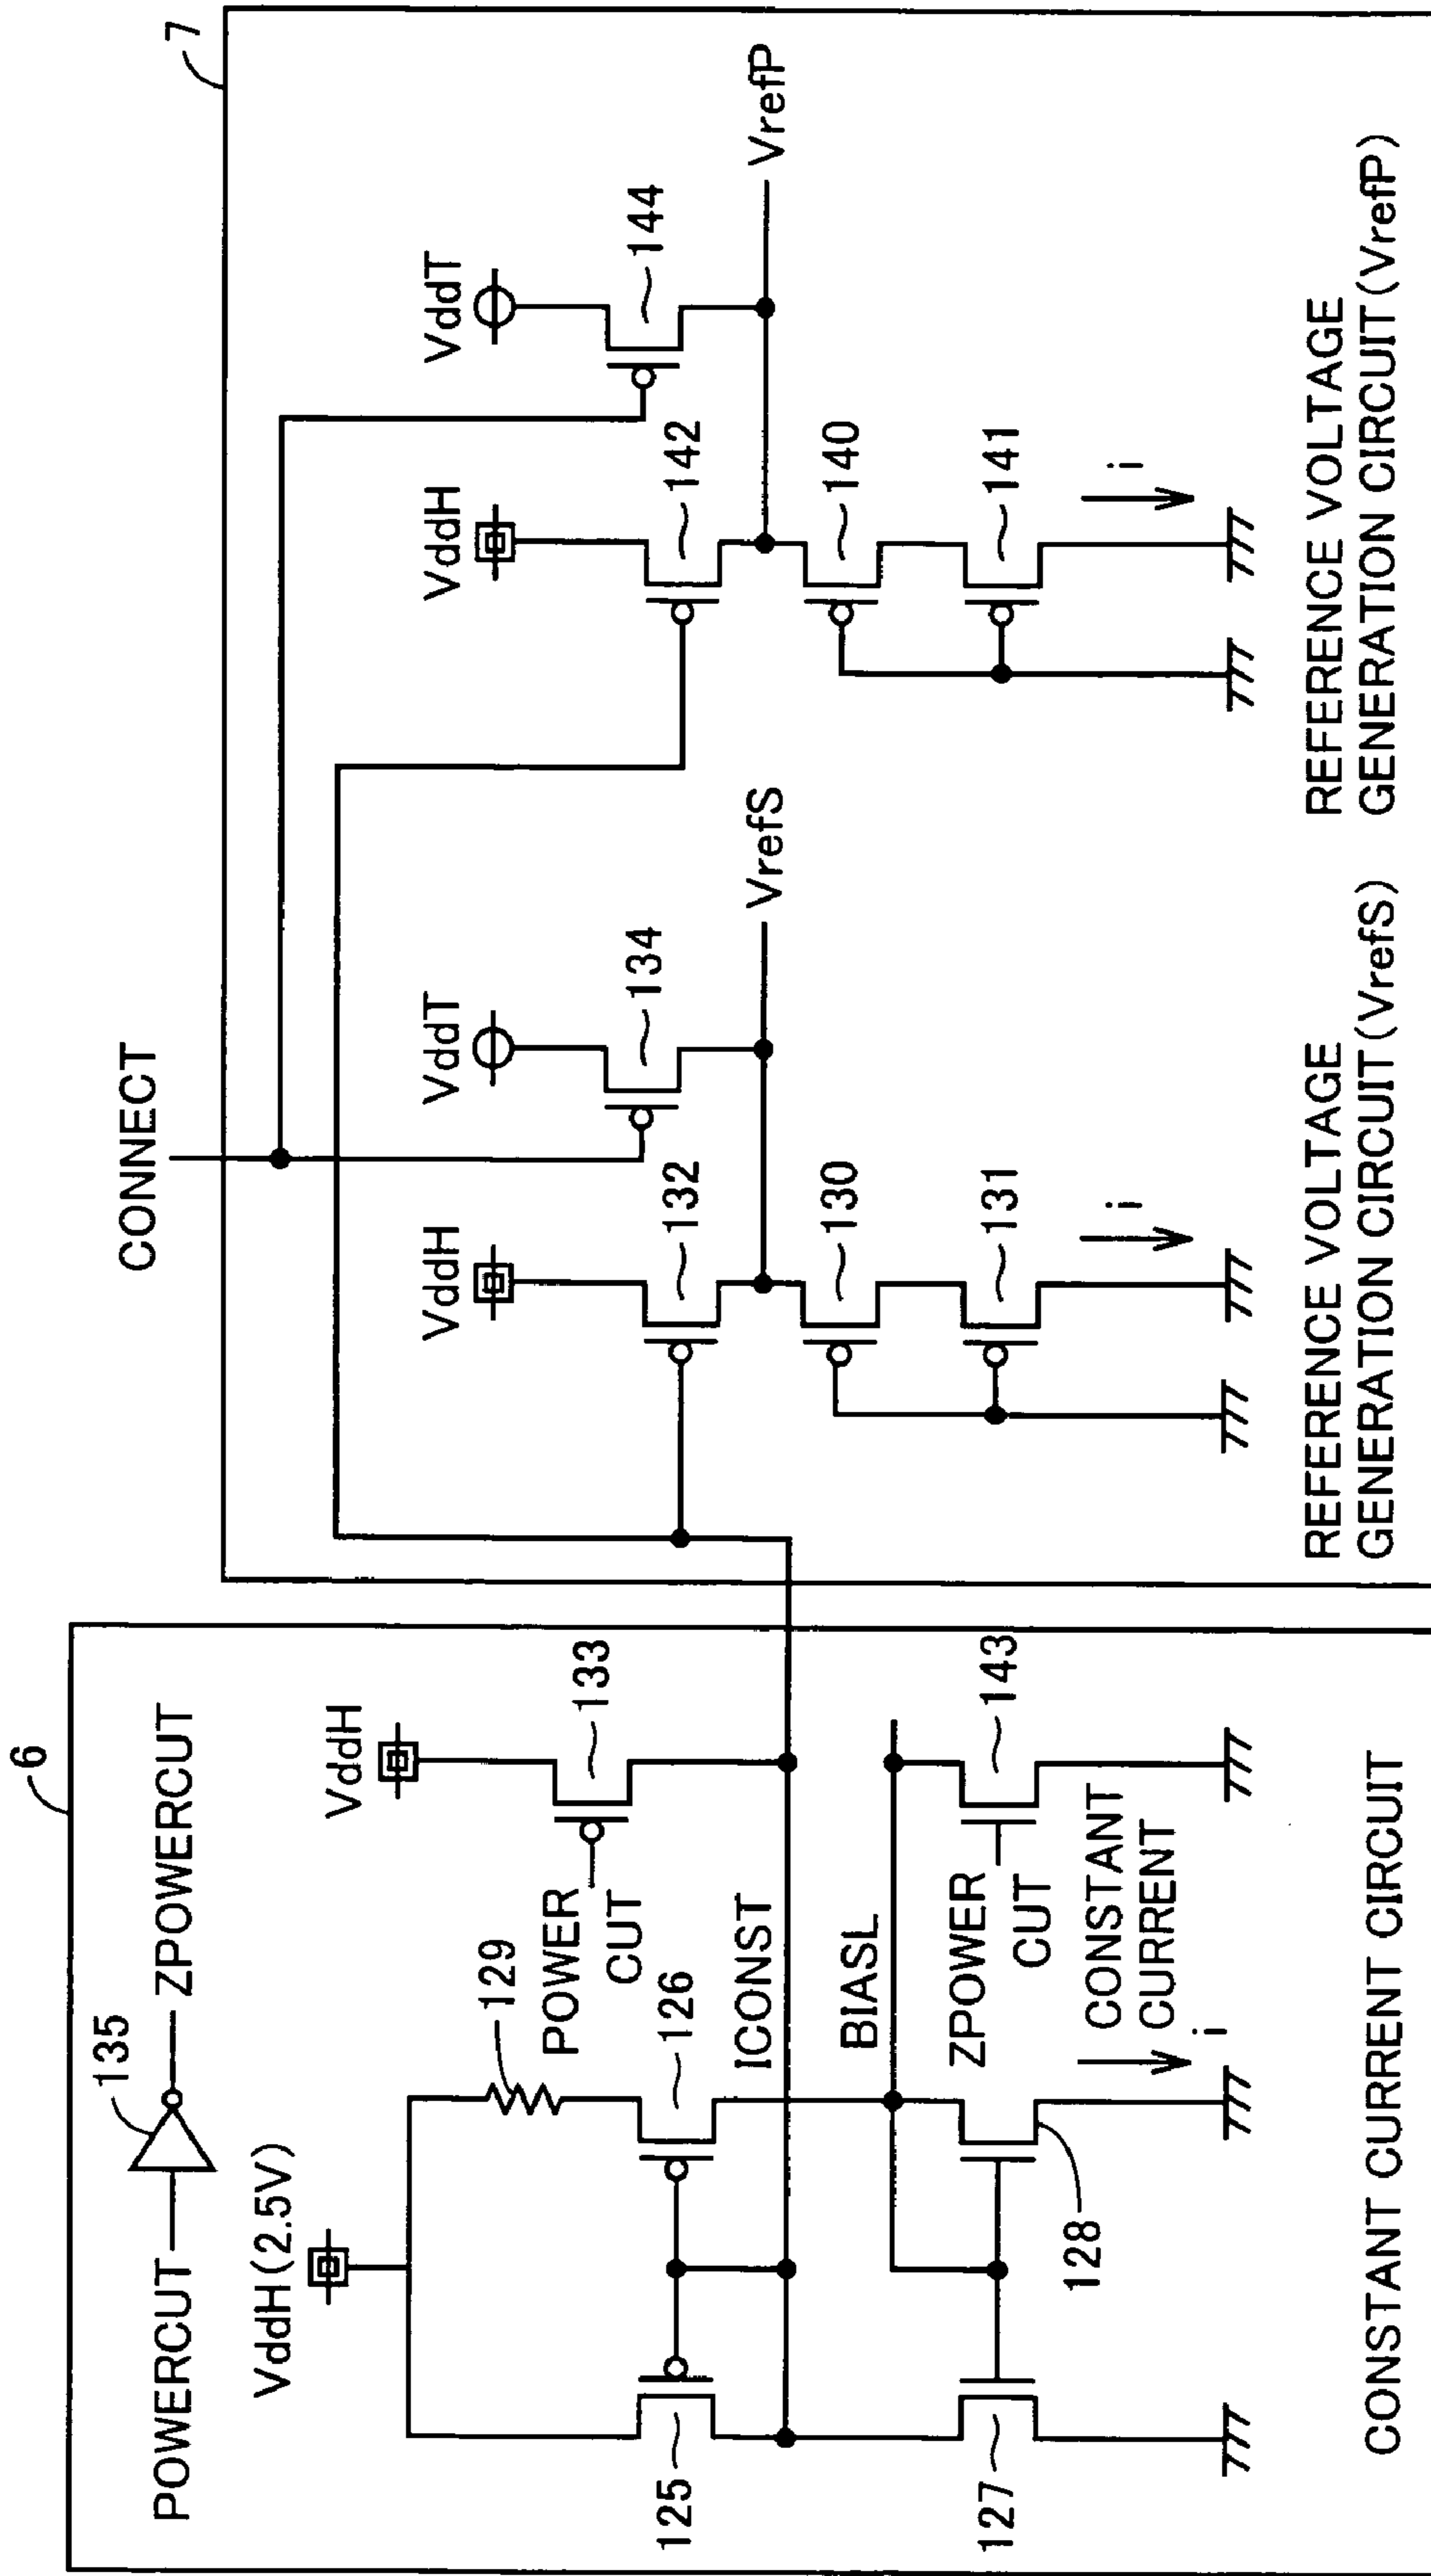 6
POWERCUT
135
ZPOWERCUT
VddH(2.5V)
VddH
129
125
126
POWER
CUT
133
ICONST
BIASL
127
128
ZPOWER
CUT
143
CONSTANT
CURRENT
i
CONSTANT CURRENT CIRCUIT
7
CONNECT
VddH
VddT
132
134
VrefS
130
131
i
REFERENCE VOLTAGE
GENERATION CIRCUIT(VrefS)
VddH
VddT
142
144
VrefP
140
141
i
REFERENCE VOLTAGE
GENERATION CIRCUIT(VrefP)